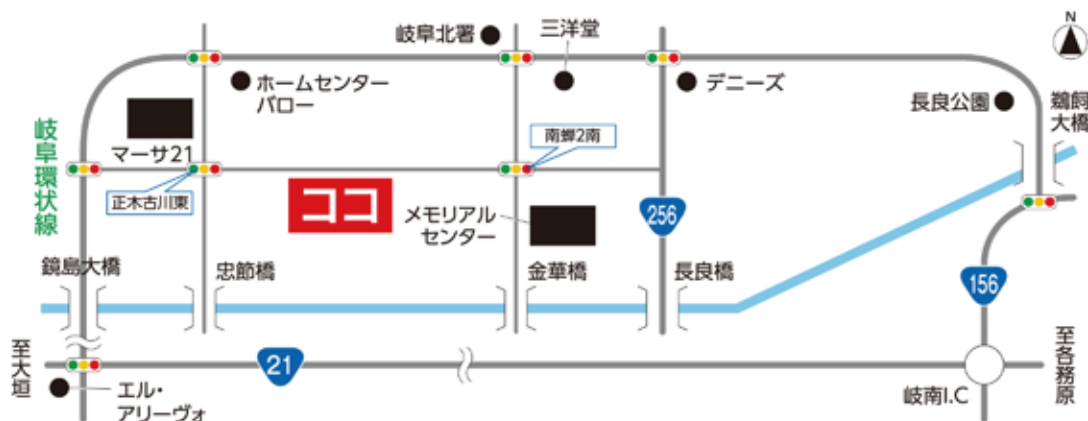 N
岐阜北署
三洋堂
ホームセンター
バロー
デニーズ
長良公園
鵜飼
大橋
岐阜環状線
マーサ21
南蝉2南
正木古川東
ココ
メモリアル
センター
256
鏡島大橋
忠節橋
金華橋
長良橋
156
至大垣
21
至各務原
エル・
アリーヴォ
岐南I.C